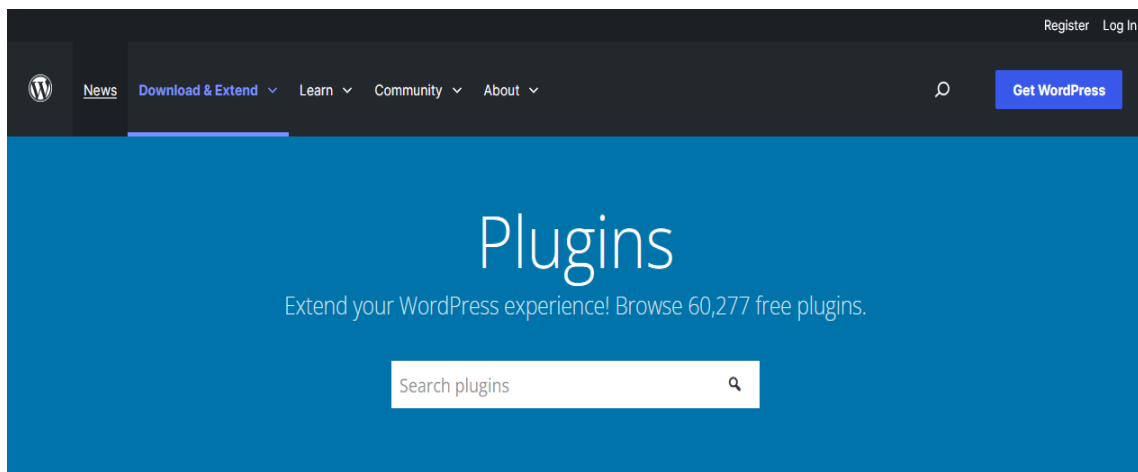 Register Log In
News Download & Extend Learn Community About Get WordPress
Plugins
Extend your WordPress experience! Browse 60,277 free plugins.
Search plugins